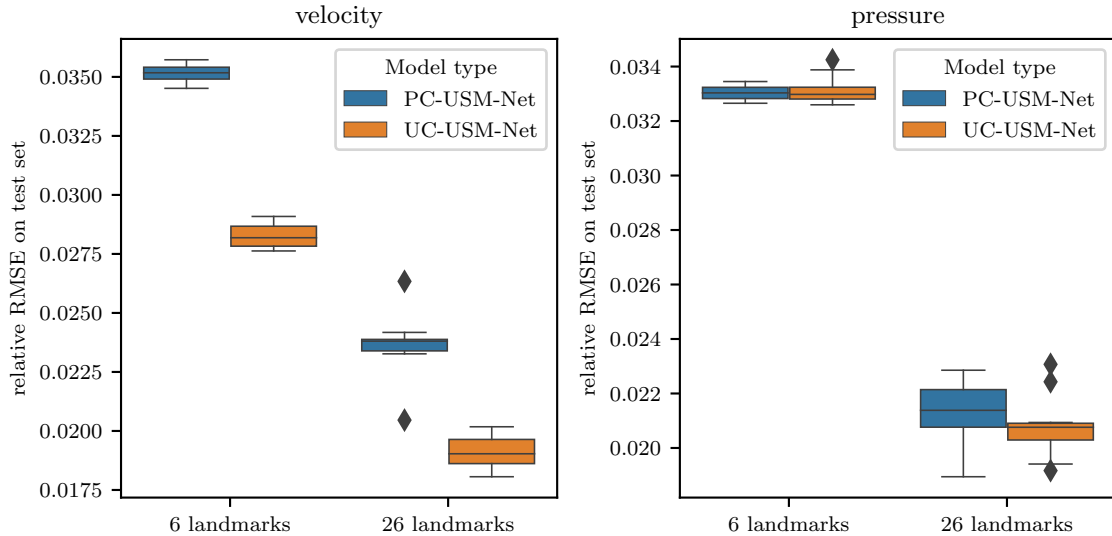 velocity
relative RMSE on test set
0.0350
0.0325
0.0300
0.0275
0.0250
0.0225
0.0200
0.0175
Model type
PC-USM-Net
UC-USM-Net
6 landmarks
26 landmarks
pressure
relative RMSE on test set
0.034
0.032
0.030
0.028
0.026
0.024
0.022
0.020
Model type
PC-USM-Net
UC-USM-Net
6 landmarks
26 landmarks